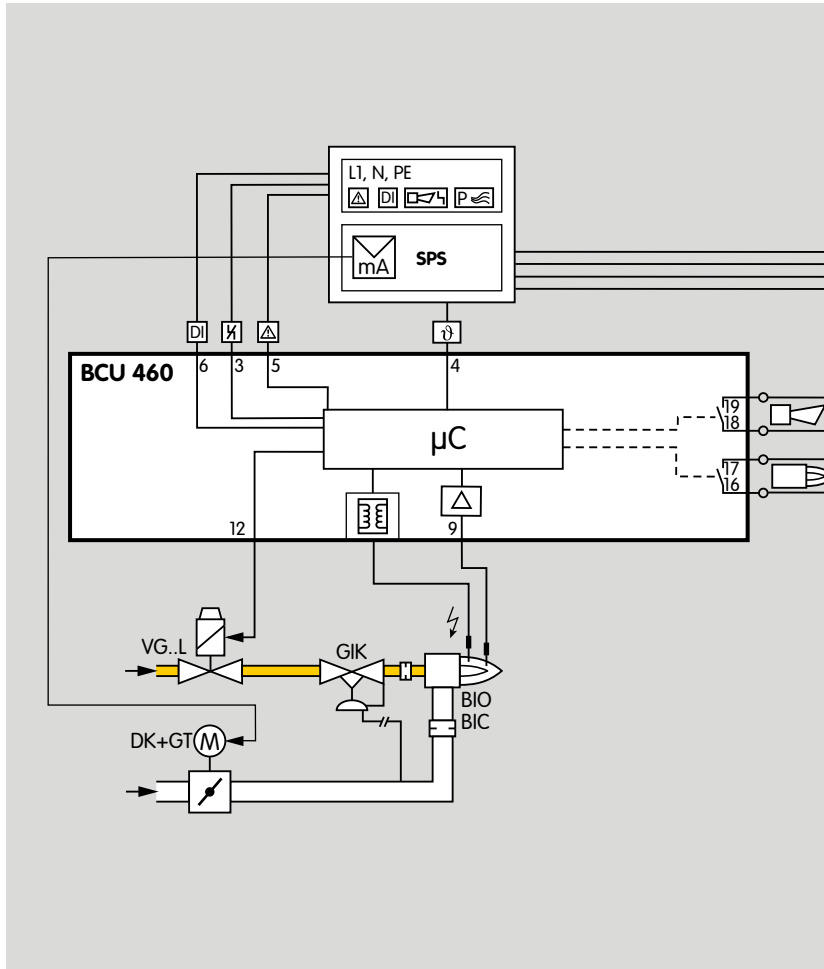 L1, N, PE
DI P
mA SPS
DI ϑ
BCU 460 6 3 5 4
µC
19
18
17
16
12 9
VG..L GIK
BIO
BIC
DK+GT M